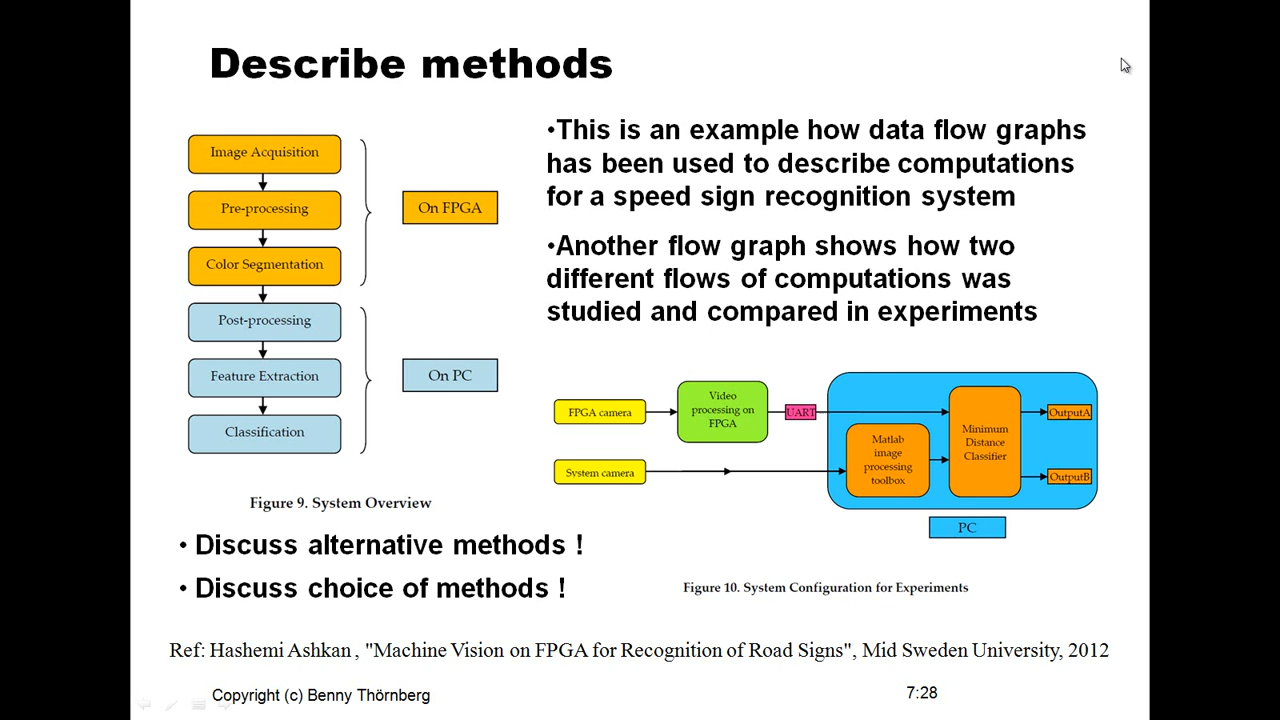 Describe methods
Image Acquisition
Pre-processing
On FPGA
Color Segmentation
Post-processing
Feature Extraction
On PC
Classification
Figure 9. System Overview
•This is an example how data flow graphs
has been used to describe computations
for a speed sign recognition system
•Another flow graph shows how two
different flows of computations was
studied and compared in experiments
FPGA camera
Video
processing on
FPGA
UART
System camera
Matlab
image
processing
toolbox
Minimum
Distance
Classifier
OutputA
OutputB
PC
Figure 10. System Configuration for Experiments
• Discuss alternative methods !
• Discuss choice of methods !
Ref: Hashemi Ashkan , "Machine Vision on FPGA for Recognition of Road Signs", Mid Sweden University, 2012
Copyright (c) Benny Thörnberg
7:28